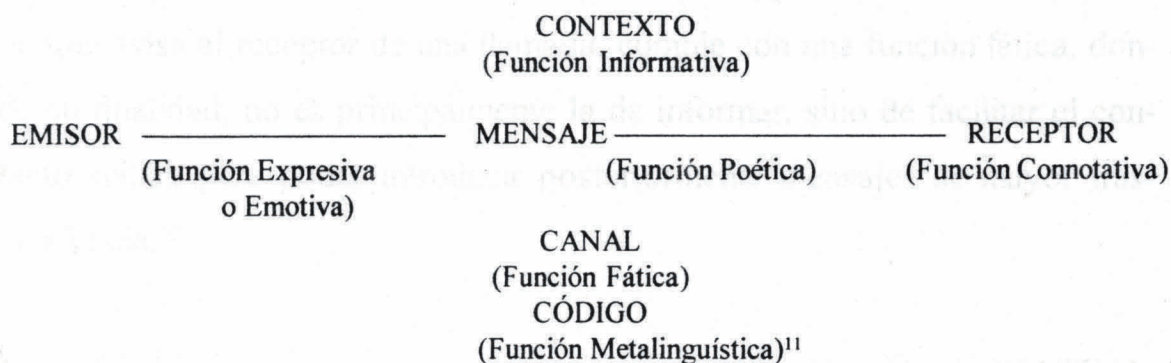 CONTEXTO
(Función Informativa)
EMISOR MENSAJE RECEPTOR
(Función Expresiva (Función Poética) (Función Connotativa)
o Emotiva)
CANAL
(Función Fática)
CÓDIGO
(Función Metalinguística)¹¹